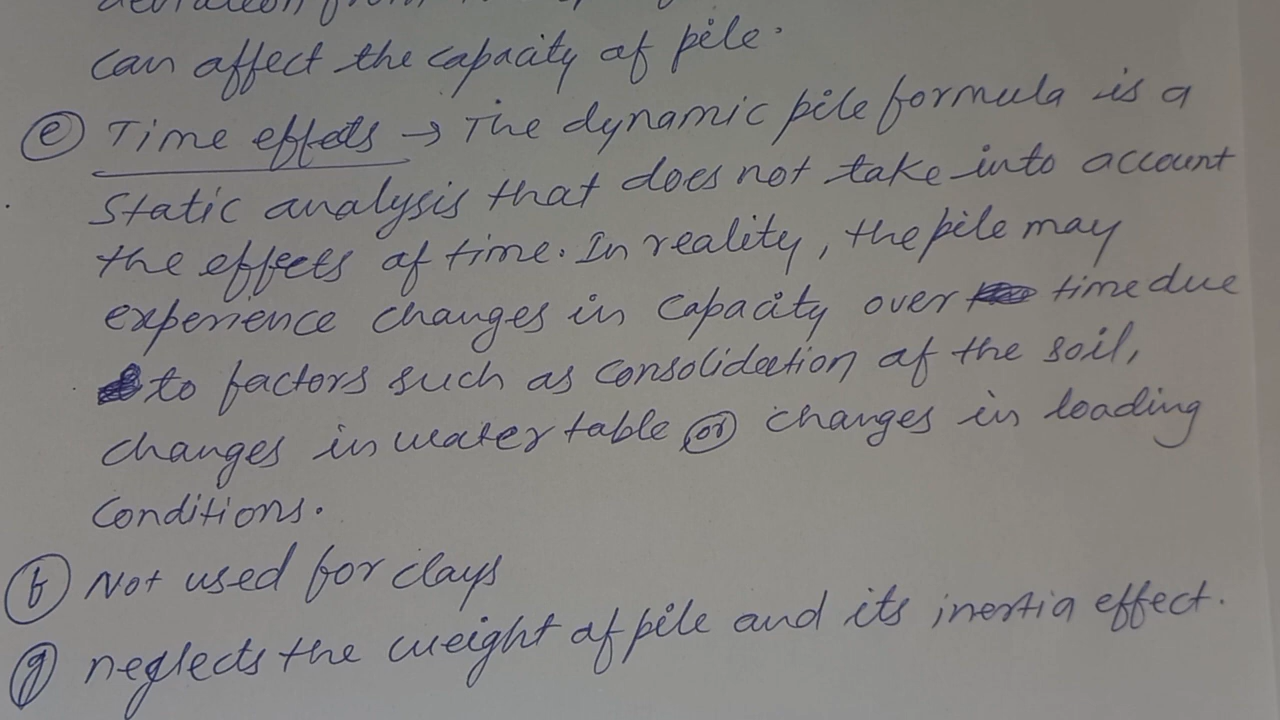 can affect the capacity of pile.
(e) Time effects → The dynamic pile formula is a
Static analysis that does not take into account
the effects of time. In reality, the pile may
experience changes in capacity over time due
to factors such as consolidation of the soil,
changes in water table (or) changes in loading
conditions.
(f) Not used for clays
(g) neglects the weight of pile and its inertia effect.